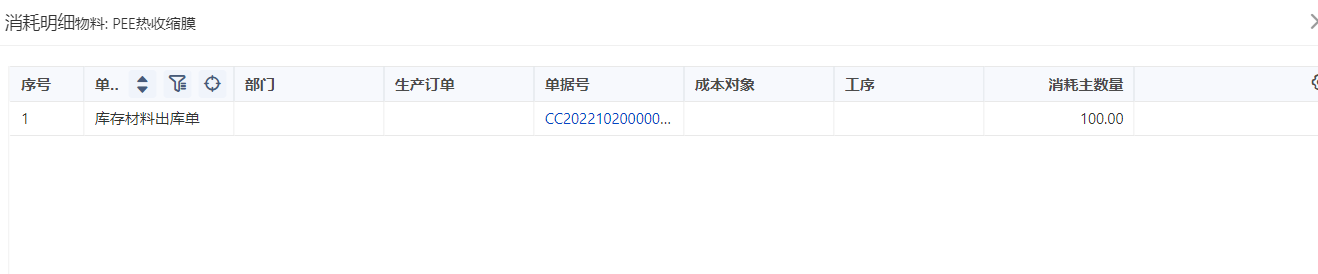 消耗明细物料: PEE热收缩膜
序号 单.. 部门 生产订单 单据号 成本对象 工序 消耗主数量
1 库存材料出库单 CC202210200000... 100.00